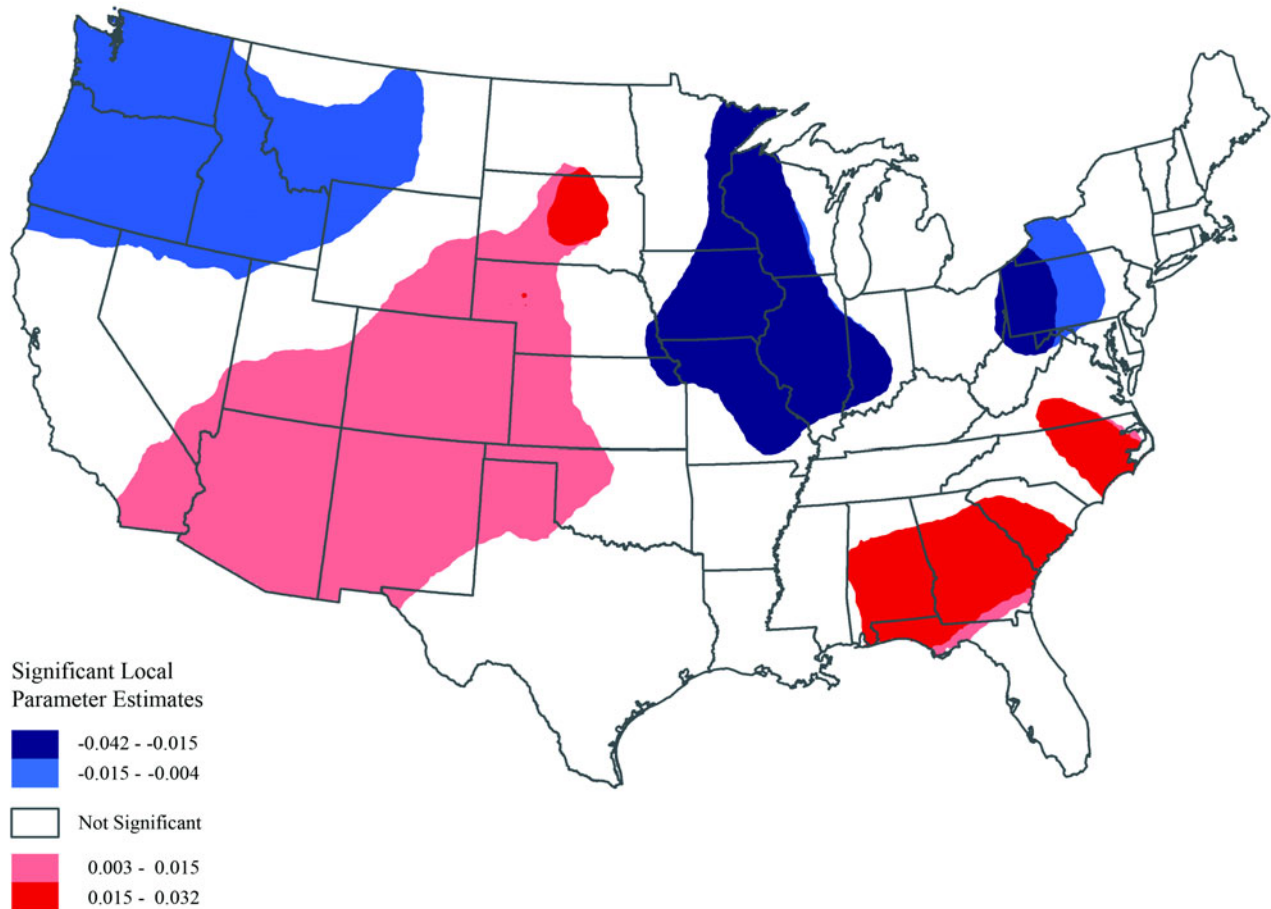 Significant Local
Parameter Estimates
-0.042 - -0.015
-0.015 - -0.004
Not Significant
0.003 - 0.015
0.015 - 0.032